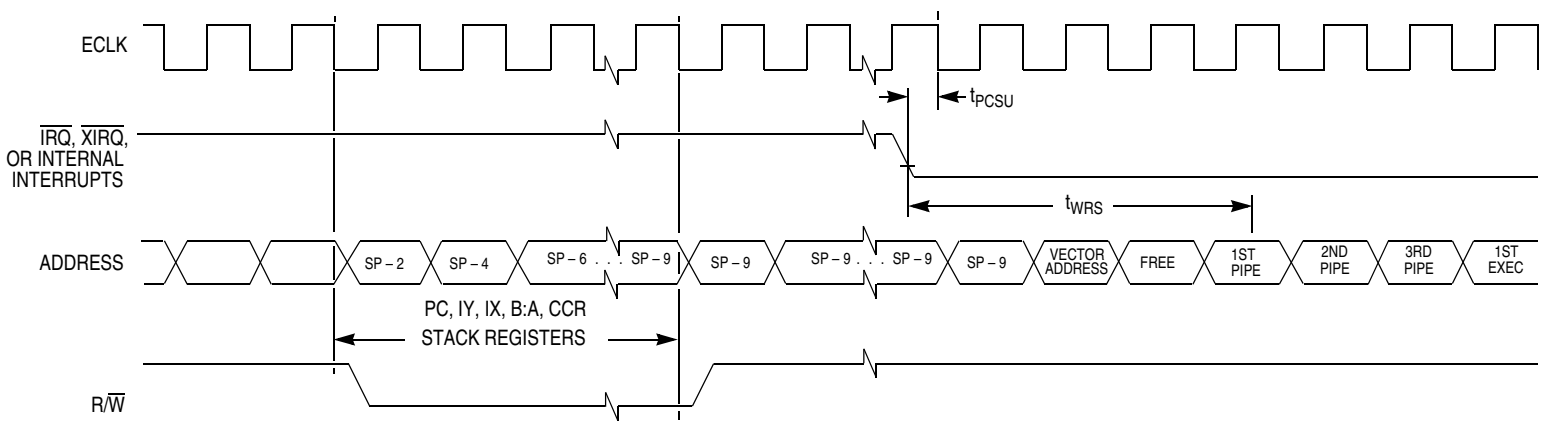 ECLK
tPCSU
IRQ, XIRQ,
OR INTERNAL
INTERRUPTS
tWRS
ADDRESS
SP – 2
SP – 4
SP – 6 . . . SP – 9
SP – 9
SP – 9 . . . SP – 9
SP – 9
VECTOR
ADDRESS
FREE
1ST
PIPE
2ND
PIPE
3RD
PIPE
1ST
EXEC
PC, IY, IX, B:A, CCR
STACK REGISTERS
R/W